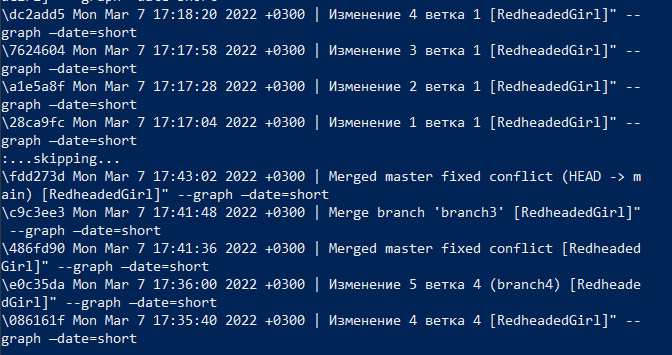 \dc2add5 Mon Mar 7 17:18:20 2022 +0300 | Изменение 4 ветка 1 [RedheadedGirl]" --
graph —date=short
\7624604 Mon Mar 7 17:17:58 2022 +0300 | Изменение 3 ветка 1 [RedheadedGirl]" --
graph —date=short
\a1e5a8f Mon Mar 7 17:17:28 2022 +0300 | Изменение 2 ветка 1 [RedheadedGirl]" --
graph —date=short
\28ca9fc Mon Mar 7 17:17:04 2022 +0300 | Изменение 1 ветка 1 [RedheadedGirl]" --
graph —date=short
:...skipping...
\fdd273d Mon Mar 7 17:43:02 2022 +0300 | Merged master fixed conflict (HEAD -> m
ain) [RedheadedGirl]" --graph —date=short
\c9c3ee3 Mon Mar 7 17:41:48 2022 +0300 | Merge branch 'branch3' [RedheadedGirl]"
 --graph —date=short
\486fd90 Mon Mar 7 17:41:36 2022 +0300 | Merged master fixed conflict [Redheaded
Girl]" --graph —date=short
\e0c35da Mon Mar 7 17:36:00 2022 +0300 | Изменение 5 ветка 4 (branch4) [Redheade
dGirl]" --graph —date=short
\086161f Mon Mar 7 17:35:40 2022 +0300 | Изменение 4 ветка 4 [RedheadedGirl]" --
graph —date=short